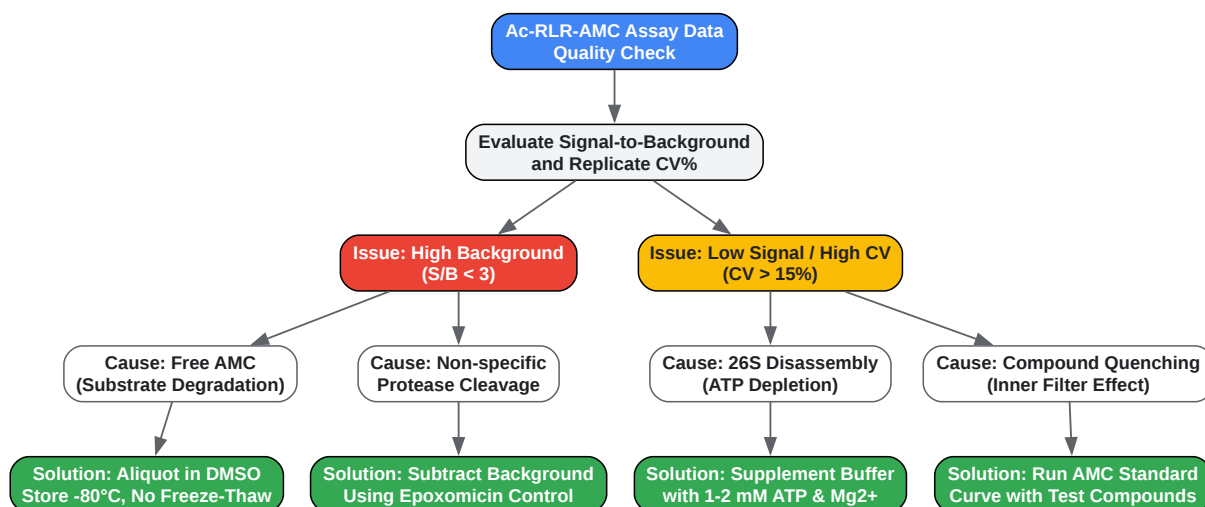 Ac-RLR-AMC Assay Data
Quality Check
Evaluate Signal-to-Background
and Replicate CV%
Issue: High Background
(S/B < 3)
Issue: Low Signal / High CV
(CV > 15%)
Cause: Free AMC
(Substrate Degradation)
Cause: Non-specific
Protease Cleavage
Cause: 26S Disassembly
(ATP Depletion)
Cause: Compound Quenching
(Inner Filter Effect)
Solution: Aliquot in DMSO
Store -80°C, No Freeze-Thaw
Solution: Subtract Background
Using Epoxomicin Control
Solution: Supplement Buffer
with 1-2 mM ATP & Mg2+
Solution: Run AMC Standard
Curve with Test Compounds